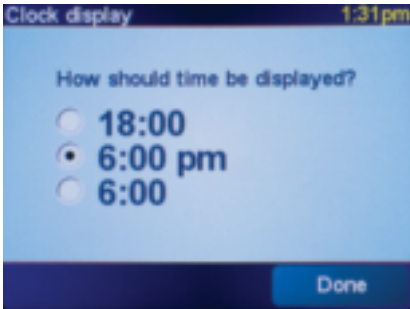 Clock display 1:31pm
How should time be displayed?
18:00
6:00 pm
6:00
Done